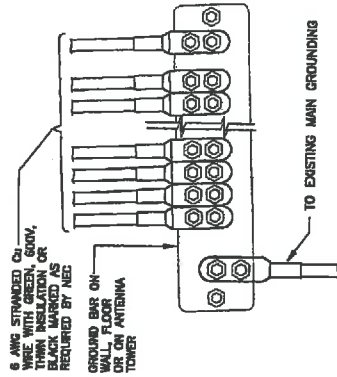 6 AWG STRANDED Cu
WIRE WITH GREEN, 600V,
THWN INSULATION OR
BLACK MARKED AS
REQUIRED BY NEC
GROUND BAR ON
WALL, FLOOR
OR ON ANTENNA
TOWER
TO EXISTING MAIN GROUNDING